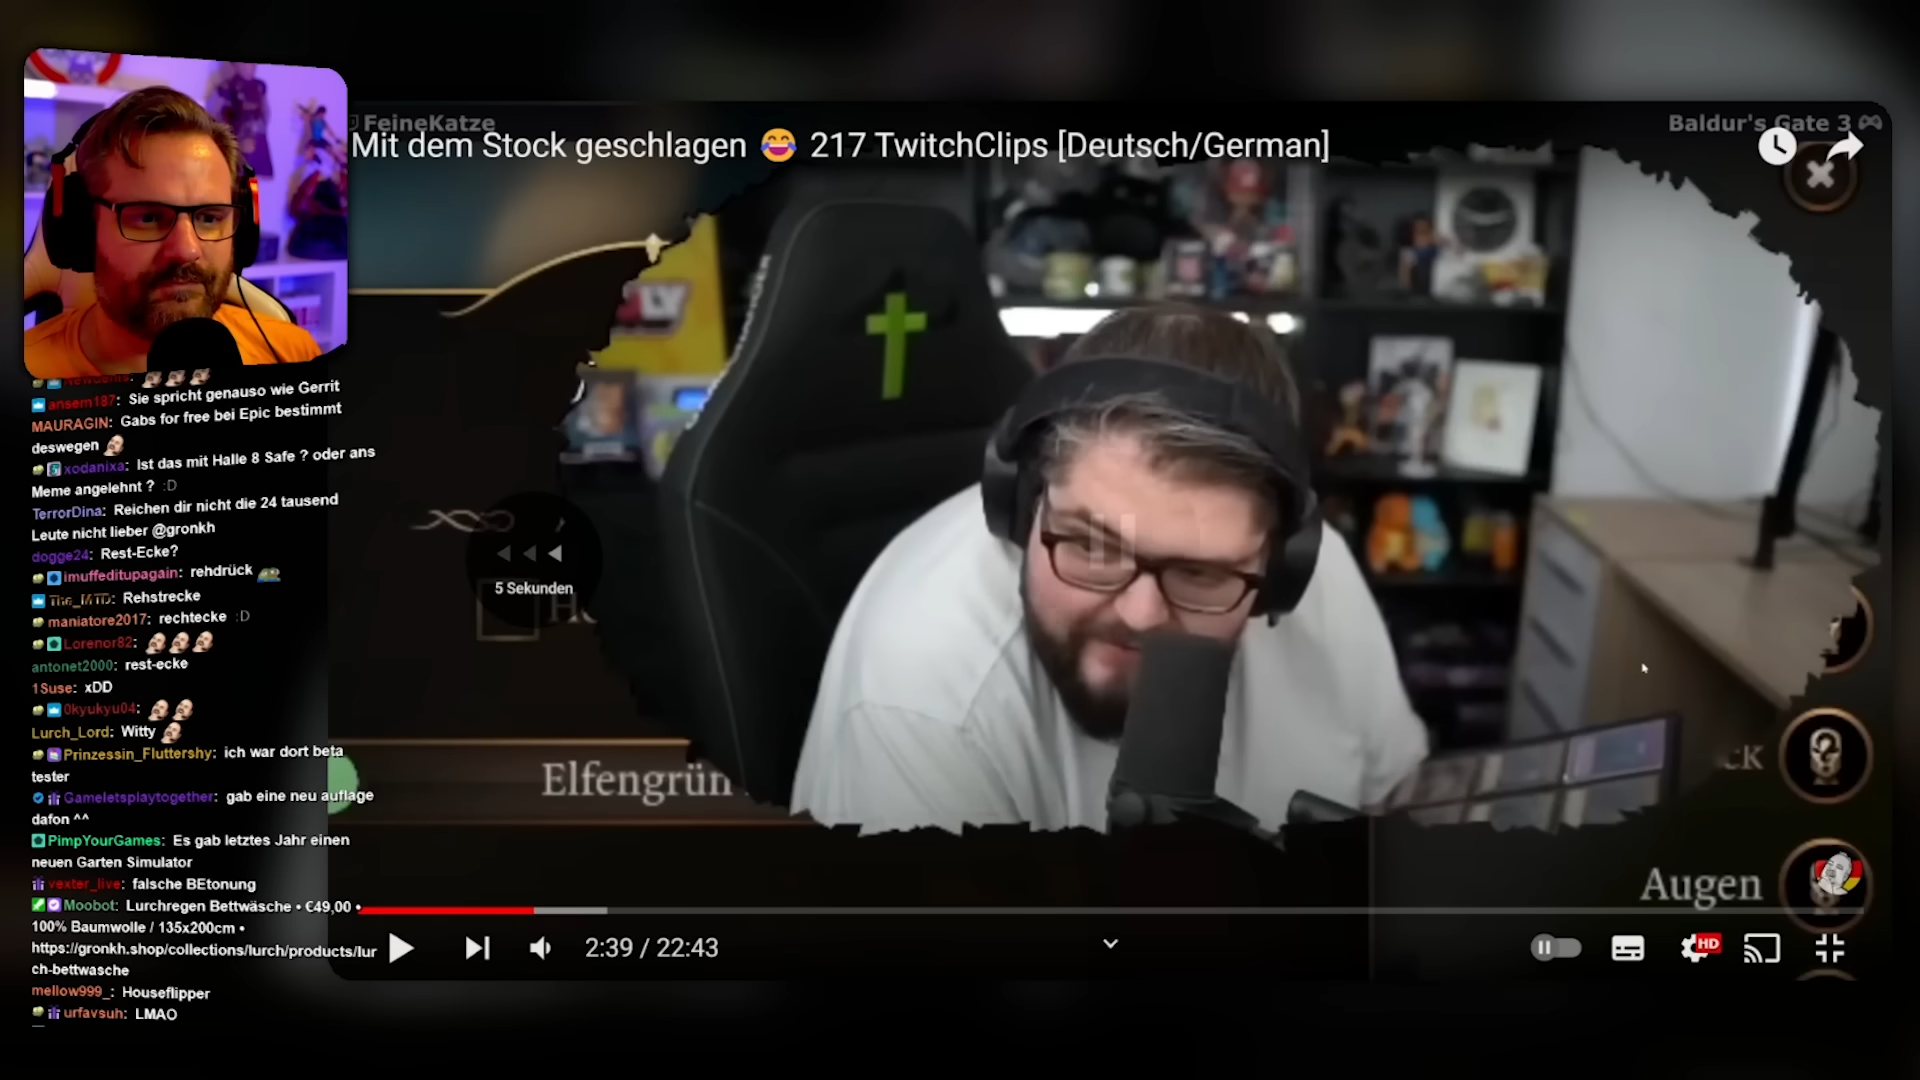 FeineKatze
Baldur's Gate 3
Mit dem Stock geschlagen 😂 217 TwitchClips [Deutsch/German]
ansem187: Sie spricht genauso wie Gerrit
MAURAGIN: Gabs for free bei Epic bestimmt
deswegen
xodanixa: Ist das mit Halle 8 Safe ? oder ans
Meme angelehnt ? :D
TerrorDina: Reichen dir nicht die 24 tausend
Leute nicht lieber @gronkh
dogge24: Rest-Ecke?
imuffeditupagain: rehdrück
The_MTD: Rehstrecke
maniatore2017: rechtecke :D
Lorenor82:
antonet2000: rest-ecke
1Suse: xDD
0kyukyu04:
Lurch_Lord: Witty
Prinzessin_Fluttershy: ich war dort beta
tester
Gameletsplaytogether: gab eine neu auflage
dafon ^^
PimpYourGames: Es gab letztes Jahr einen
neuen Garten Simulator
vexter_live: falsche BEtonung
Moobot: Lurchregen Bettwäsche • €49,00 •
100% Baumwolle / 135x200cm •
https://gronkh.shop/collections/lurch/products/lur
ch-bettwasche
mellow999_: Houseflipper
urfavsuh: LMAO
5 Sekunden
Elfengrün
Augen
2:39 / 22:43
HD